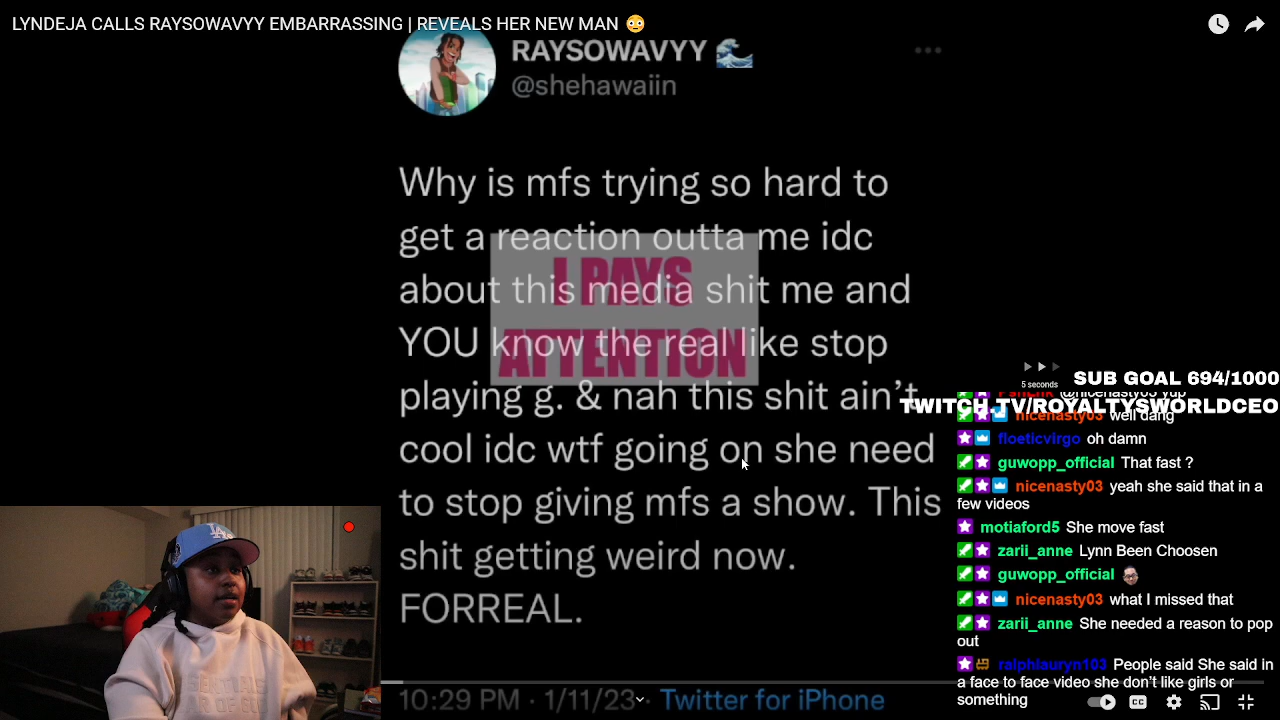 LYNDEJA CALLS RAYSOWAVYY EMBARRASSING | REVEALS HER NEW MAN 😳
RAYSOWAVYY 🌊
@shehawaiin
Why is mfs trying so hard to
get a reaction outta me idc
about this media shit me and
YOU know the real like stop
playing g. & nah this shit ain't
cool idc wtf going on she need
to stop giving mfs a show. This
shit getting weird now.
FORREAL.
10:29 PM · 1/11/23 · Twitter for iPhone
I PAYS
ATTENTION
5 seconds
SUB GOAL 694/1000
TWITCH.TV/ROYALTYSWORLDCEO
@nicenasty03 yup
nicenasty03 well dang
floeticvirgo oh damn
guwopp_official That fast ?
nicenasty03 yeah she said that in a
few videos
motiaford5 She move fast
zarii_anne Lynn Been Choosen
guwopp_official
nicenasty03 what I missed that
zarii_anne She needed a reason to pop
out
ralphlauryn103 People said She said in
a face to face video she don't like girls or
something
CC
LA